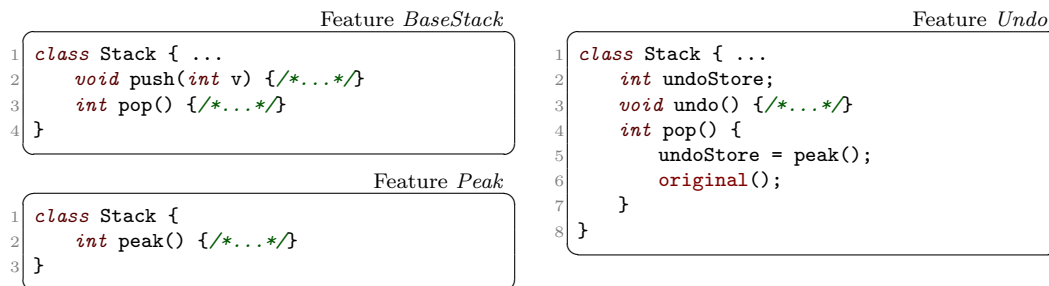 Feature BaseStack
1 class Stack { ...
2 void push(int v) {/*...*/}
3 int pop() {/*...*/}
4 }
Feature Peak
1 class Stack {
2 int peak() {/*...*/}
3 }
Feature Undo
1 class Stack { ...
2 int undoStore;
3 void undo() {/*...*/}
4 int pop() {
5 undoStore = peak();
6 original();
7 }
8 }